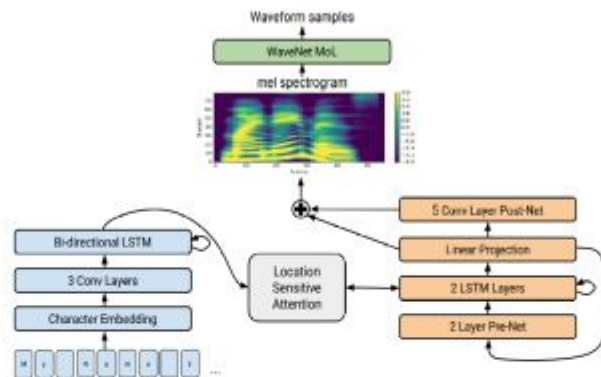 Waveform samples
WaveNet MoL
mel spectrogram
5 Conv Layer Post-Net
Bi-directional LSTM
Linear Projection
3 Conv Layers
Location
Sensitive
Attention
2 LSTM Layers
Character Embedding
2 Layer Pre-Net
...